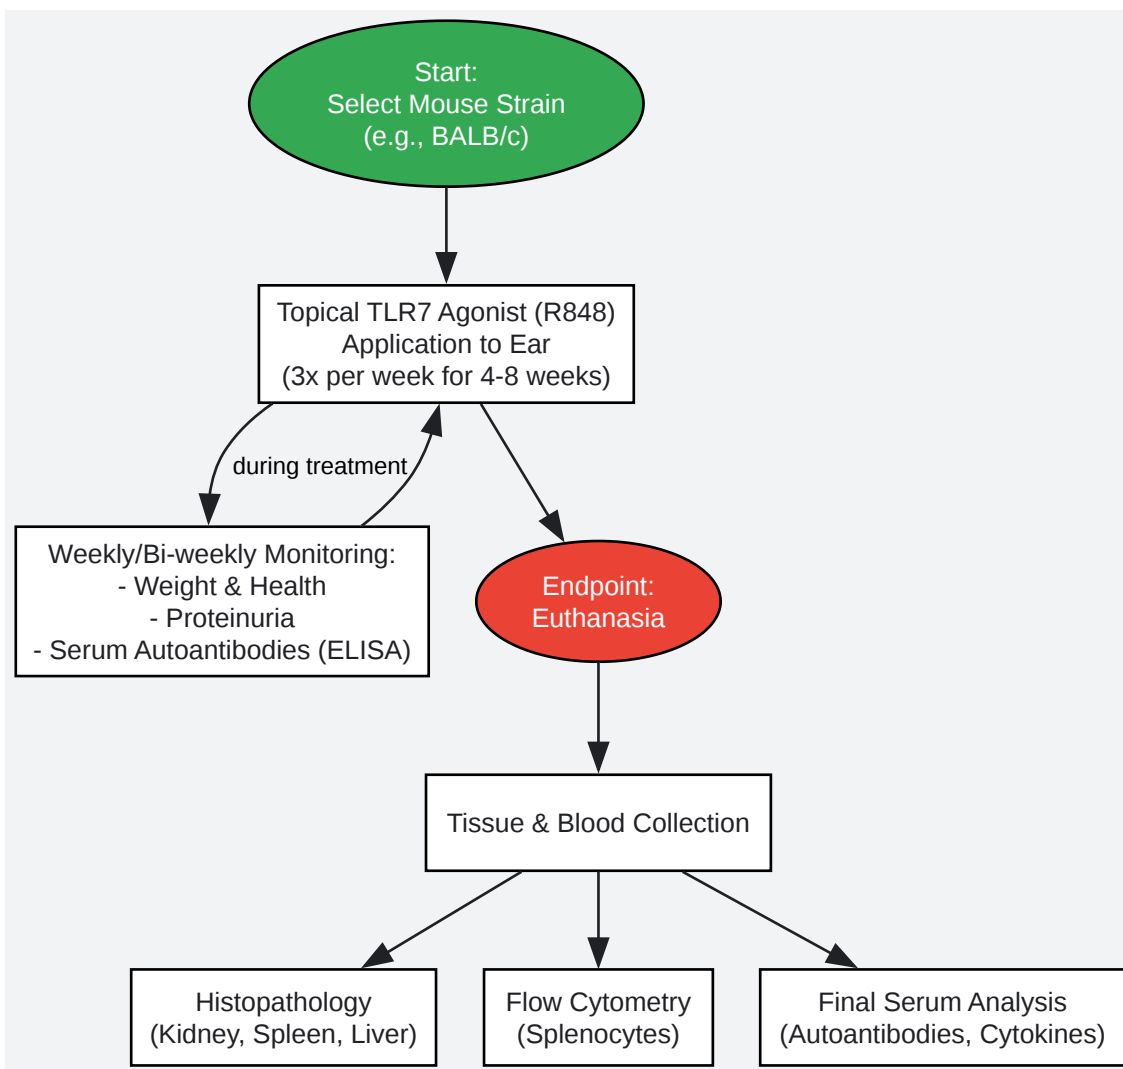 Start:
Select Mouse Strain
(e.g., BALB/c)
Topical TLR7 Agonist (R848)
Application to Ear
(3x per week for 4-8 weeks)
during treatment
Weekly/Bi-weekly Monitoring:
- Weight & Health
- Proteinuria
- Serum Autoantibodies (ELISA)
Endpoint:
Euthanasia
Tissue & Blood Collection
Histopathology
(Kidney, Spleen, Liver)
Flow Cytometry
(Splenocytes)
Final Serum Analysis
(Autoantibodies, Cytokines)